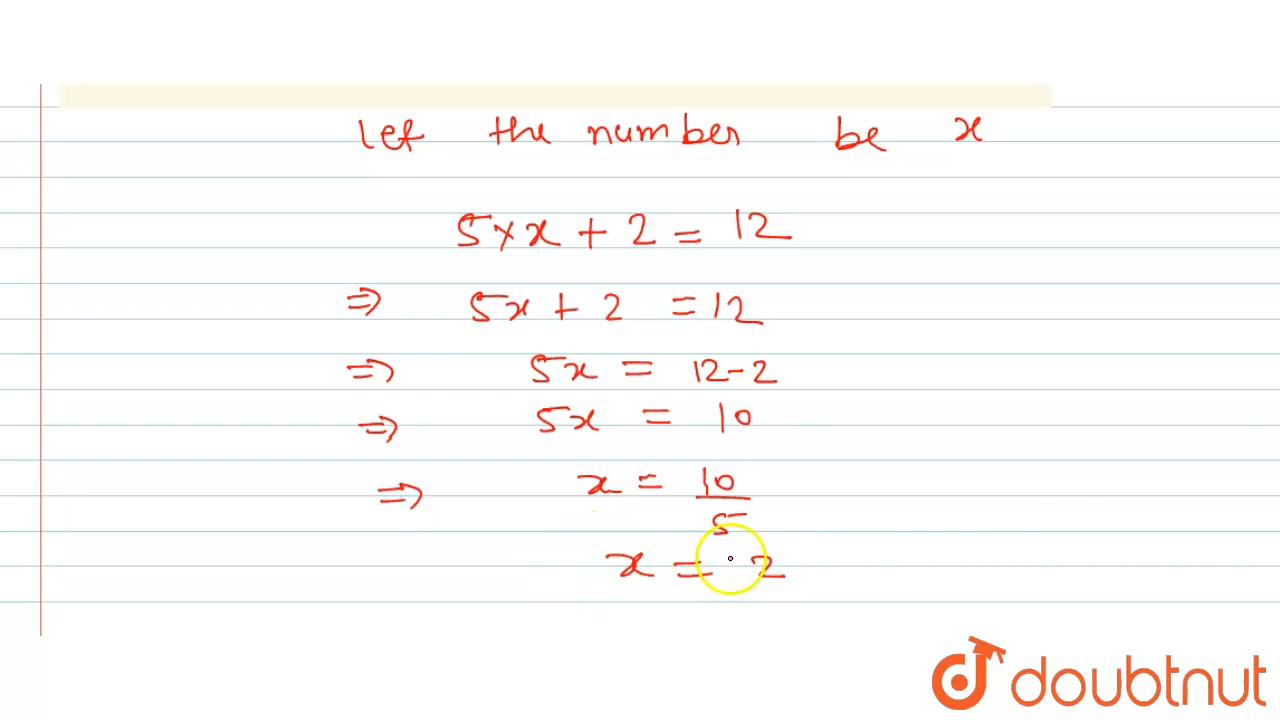 Let the number be x
5×x + 2 = 12
⇒ 5x + 2 = 12
⇒ 5x = 12-2
⇒ 5x = 10
⇒ x = 10/5
x = 2
doubtnut